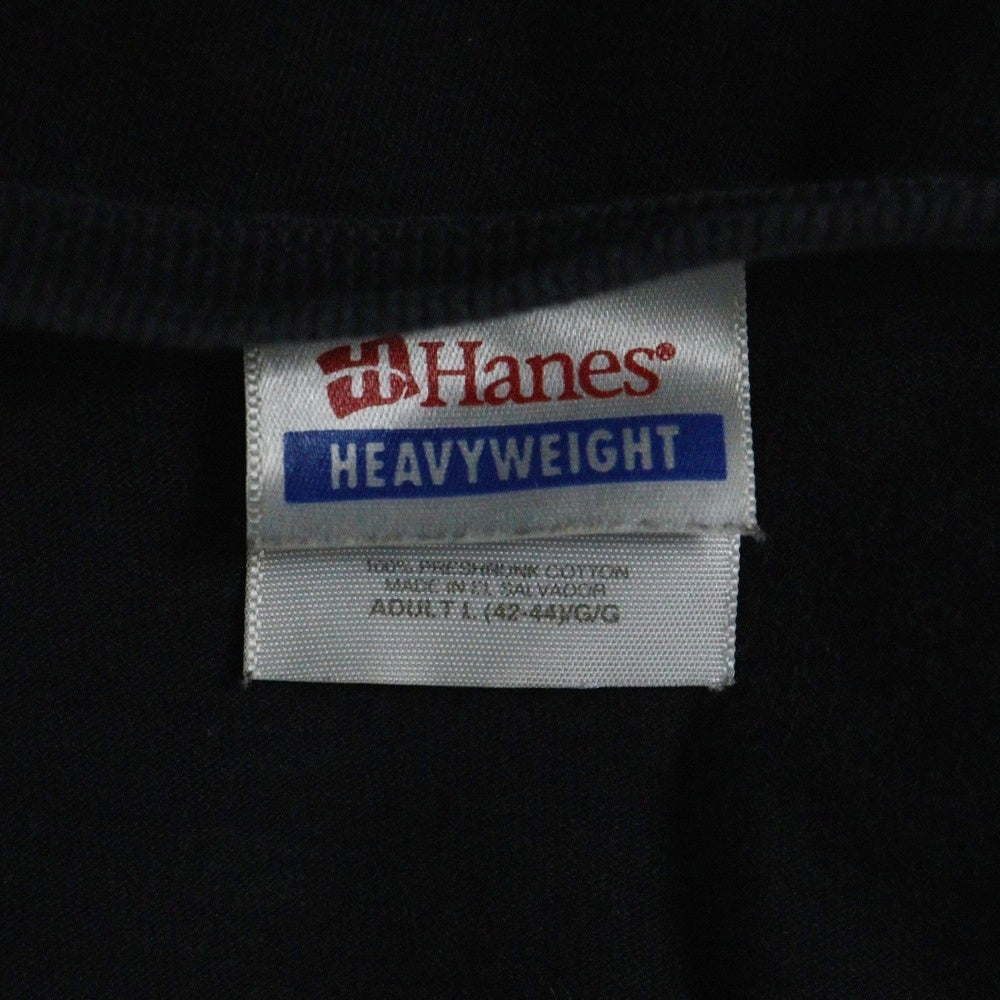 Hanes®
HEAVYWEIGHT
100% PRESHRUNK COTTON
MADE IN EL SALVADOR
ADULT L (42-44)/G/G